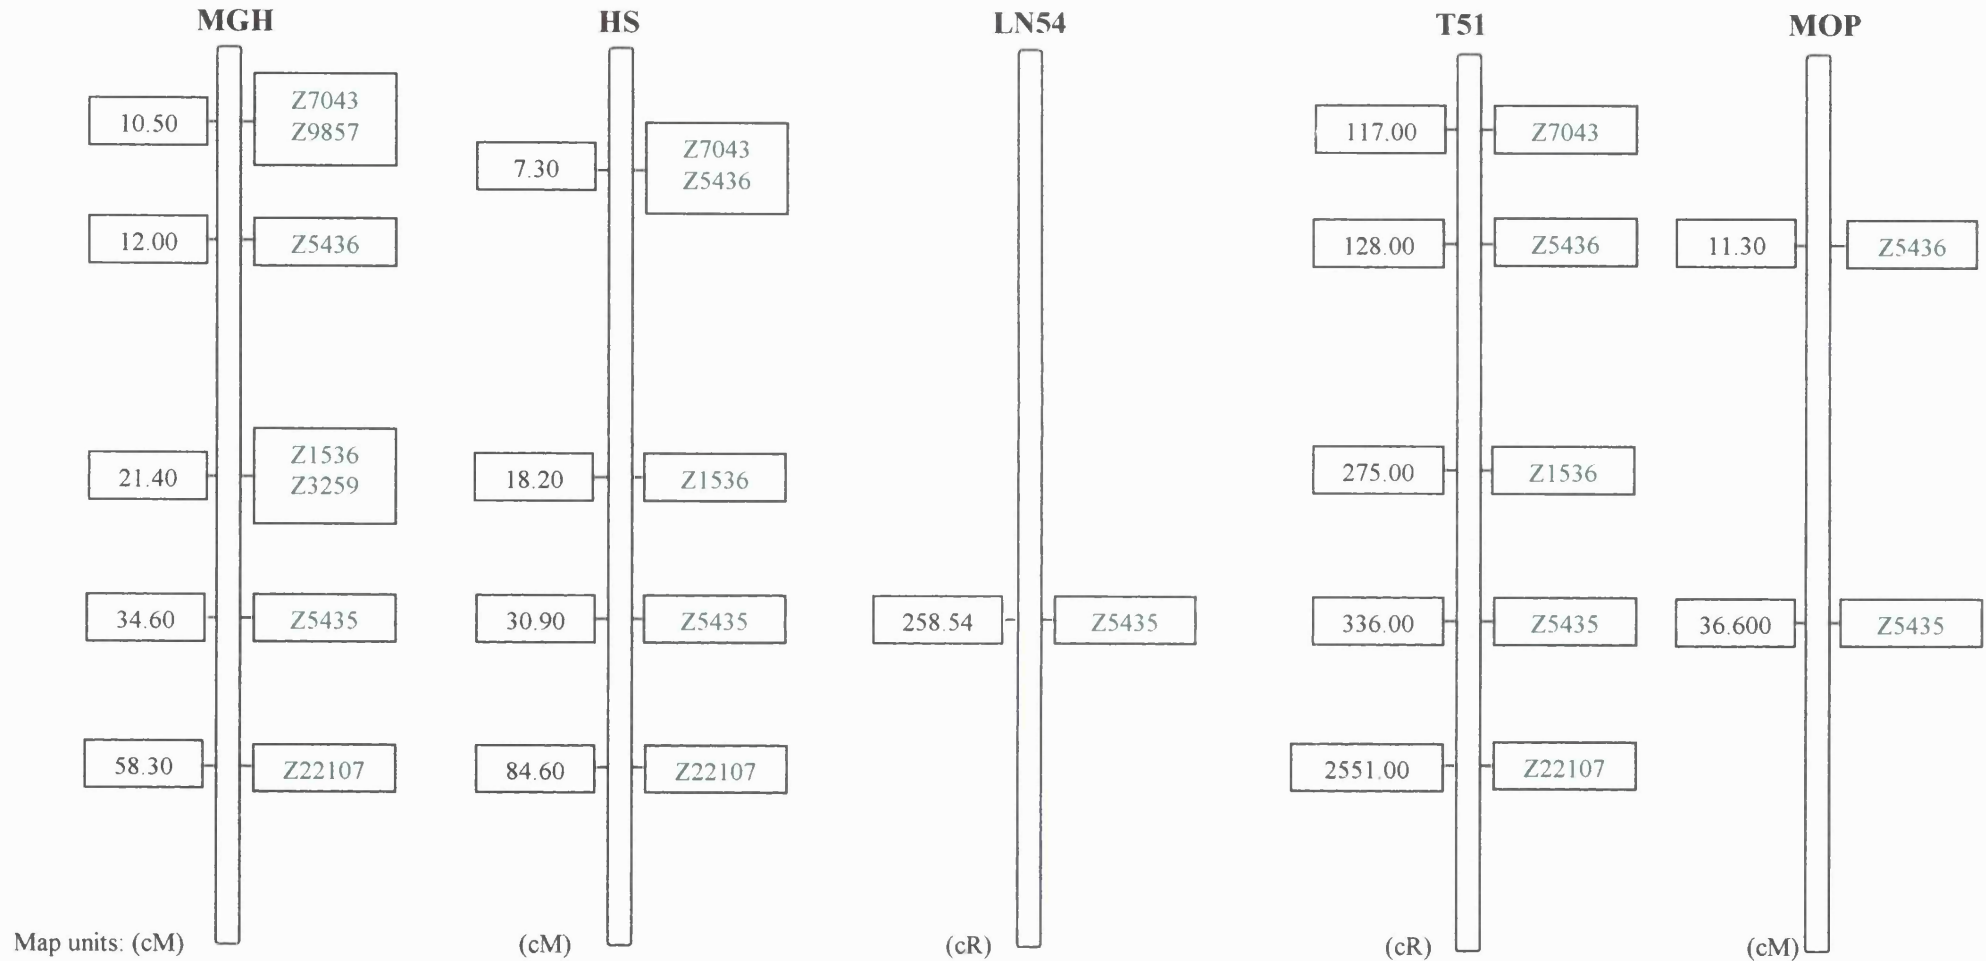 MGH
10.50
Z7043
Z9857
12.00
Z5436
21.40
Z1536
Z3259
34.60
Z5435
58.30
Z22107
Map units: (cM)
HS
7.30
Z7043
Z5436
18.20
Z1536
30.90
Z5435
84.60
Z22107
(cM)
LN54
258.54
Z5435
(cR)
T51
117.00
Z7043
128.00
Z5436
275.00
Z1536
336.00
Z5435
2551.00
Z22107
(cR)
MOP
11.30
Z5436
36.600
Z5435
(cM)